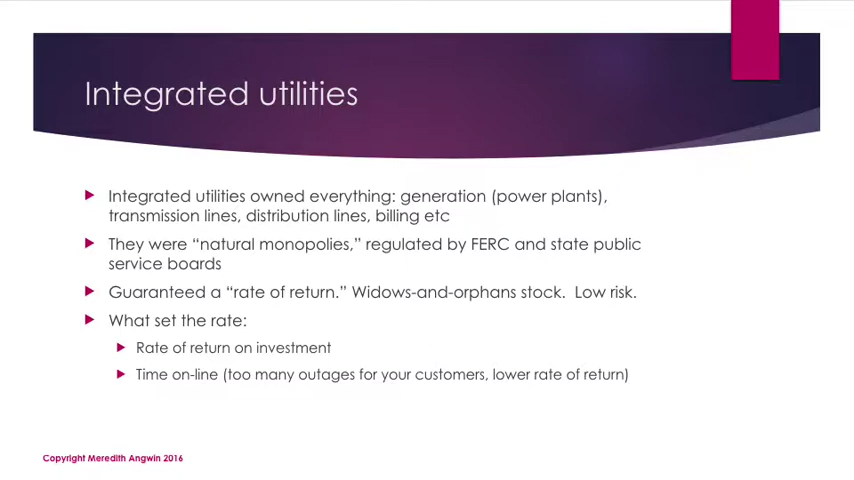 Integrated utilities
Integrated utilities owned everything: generation (power plants),
transmission lines, distribution lines, billing etc
They were “natural monopolies,” regulated by FERC and state public
service boards
Guaranteed a “rate of return.” Widows-and-orphans stock.  Low risk.
What set the rate:
Rate of return on investment
Time on-line (too many outages for your customers, lower rate of return)
Copyright Meredith Angwin 2016